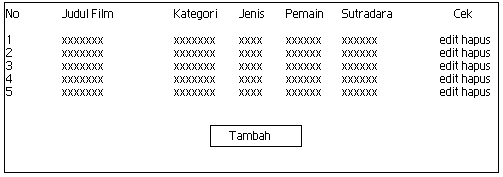 No Judul Film Kategori Jenis Pemain Sutradara Cek
1 xxxxxxx xxxxxxx xxxx xxxxxx xxxxxx edit hapus
2 xxxxxxx xxxxxxx xxxx xxxxxx xxxxxx edit hapus
3 xxxxxxx xxxxxxx xxxx xxxxxx xxxxxx edit hapus
4 xxxxxxx xxxxxxx xxxx xxxxxx xxxxxx edit hapus
5 xxxxxxx xxxxxxx xxxx xxxxxx xxxxxx edit hapus
Tambah